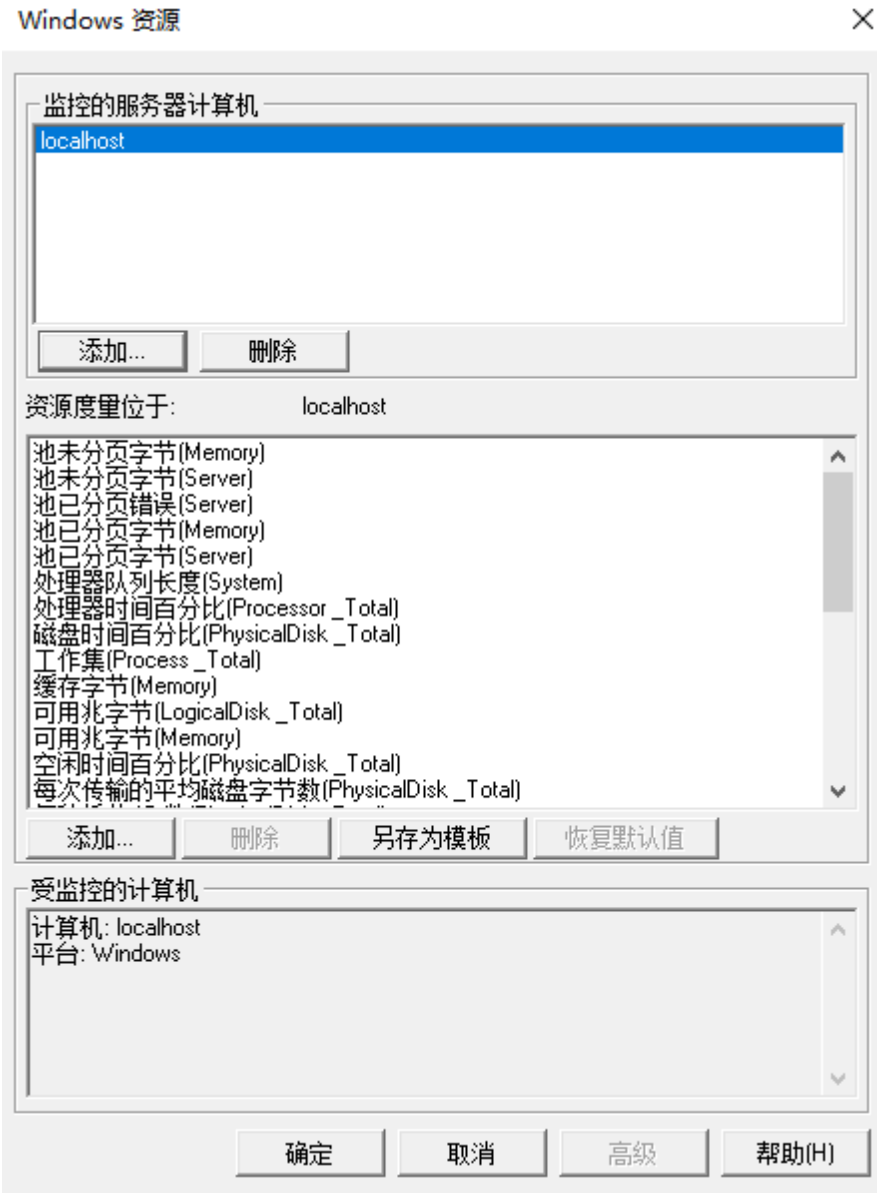 Windows 资源
监控的服务器计算机
localhost
添加...
删除
资源度量位于: localhost
池未分页字节(Memory)
池未分页字节(Server)
池已分页错误(Server)
池已分页字节(Memory)
池已分页字节(Server)
处理器队列长度(System)
处理器时间百分比(Processor _Total)
磁盘时间百分比(PhysicalDisk _Total)
工作集(Process _Total)
缓存字节(Memory)
可用兆字节(LogicalDisk _Total)
可用兆字节(Memory)
空闲时间百分比(PhysicalDisk _Total)
每次传输的平均磁盘字节数(PhysicalDisk _Total)
添加...
删除
另存为模板
恢复默认值
受监控的计算机
计算机: localhost
平台: Windows
确定
取消
高级
帮助(H)